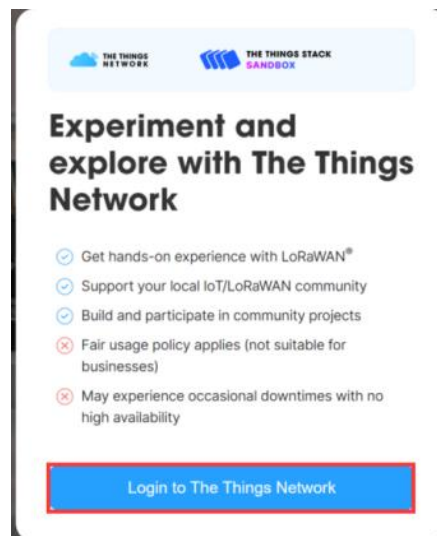 THE THINGS
NETWORK
THE THINGS STACK
SANDBOX
Experiment and
explore with The Things
Network
Get hands-on experience with LoRaWAN®
Support your local IoT/LoRaWAN community
Build and participate in community projects
Fair usage policy applies (not suitable for
businesses)
May experience occasional downtimes with no
high availability
Login to The Things Network